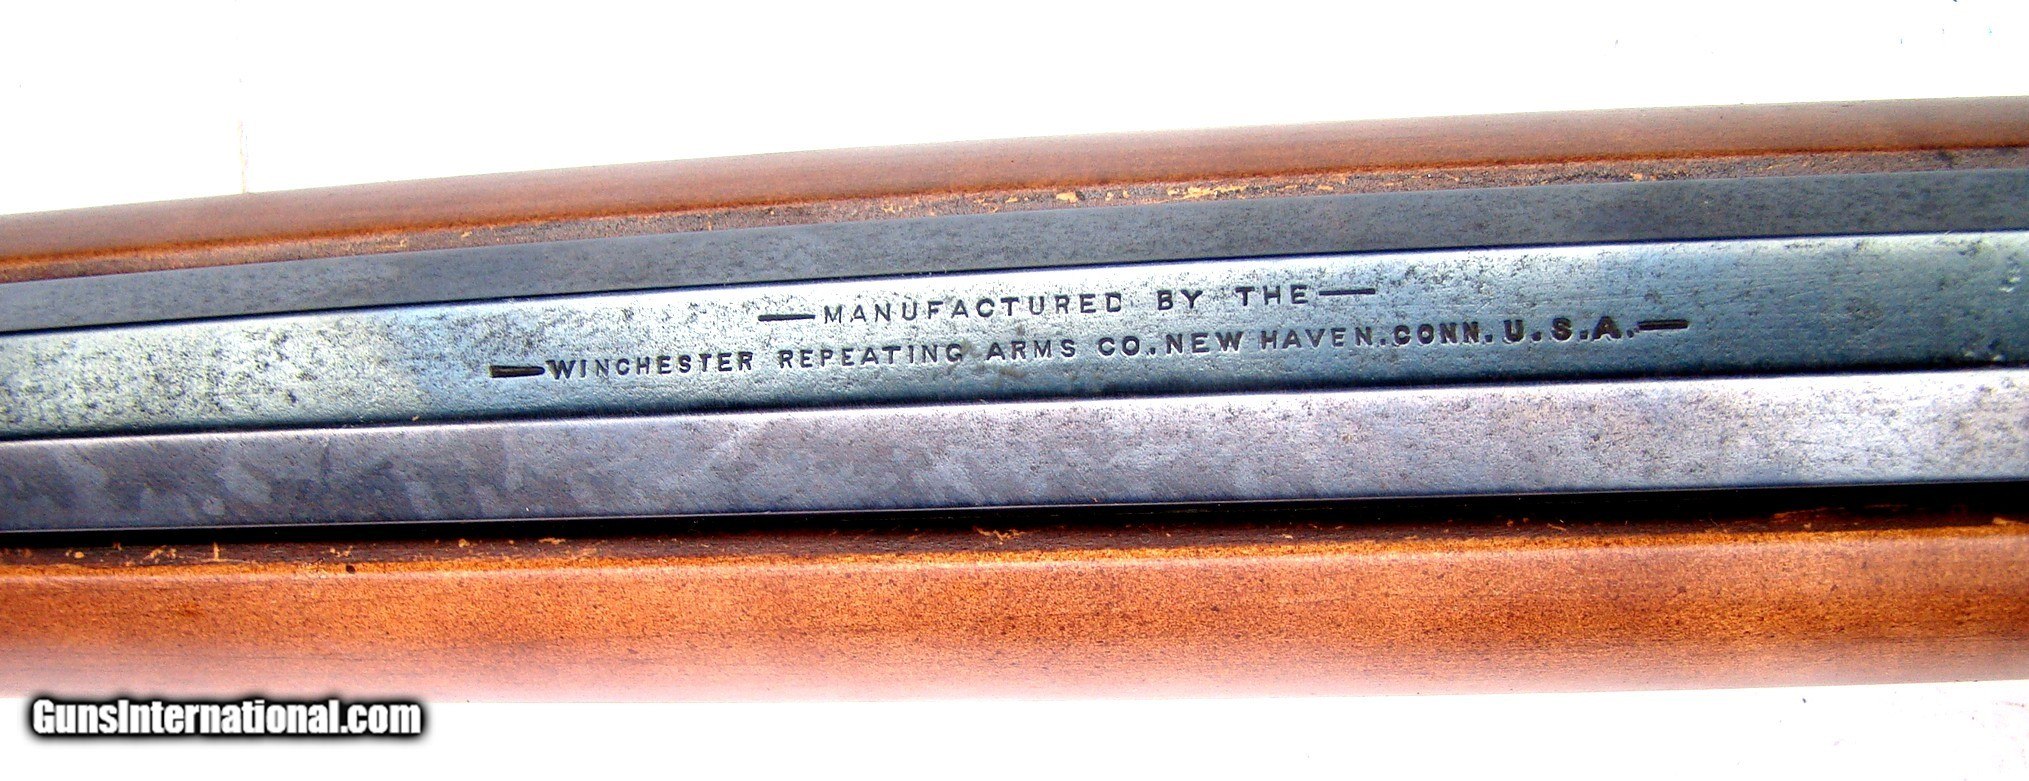 —MANUFACTURED BY THE—
—WINCHESTER REPEATING ARMS CO. NEW HAVEN. CONN. U.S.A.—
GunsInternational.com